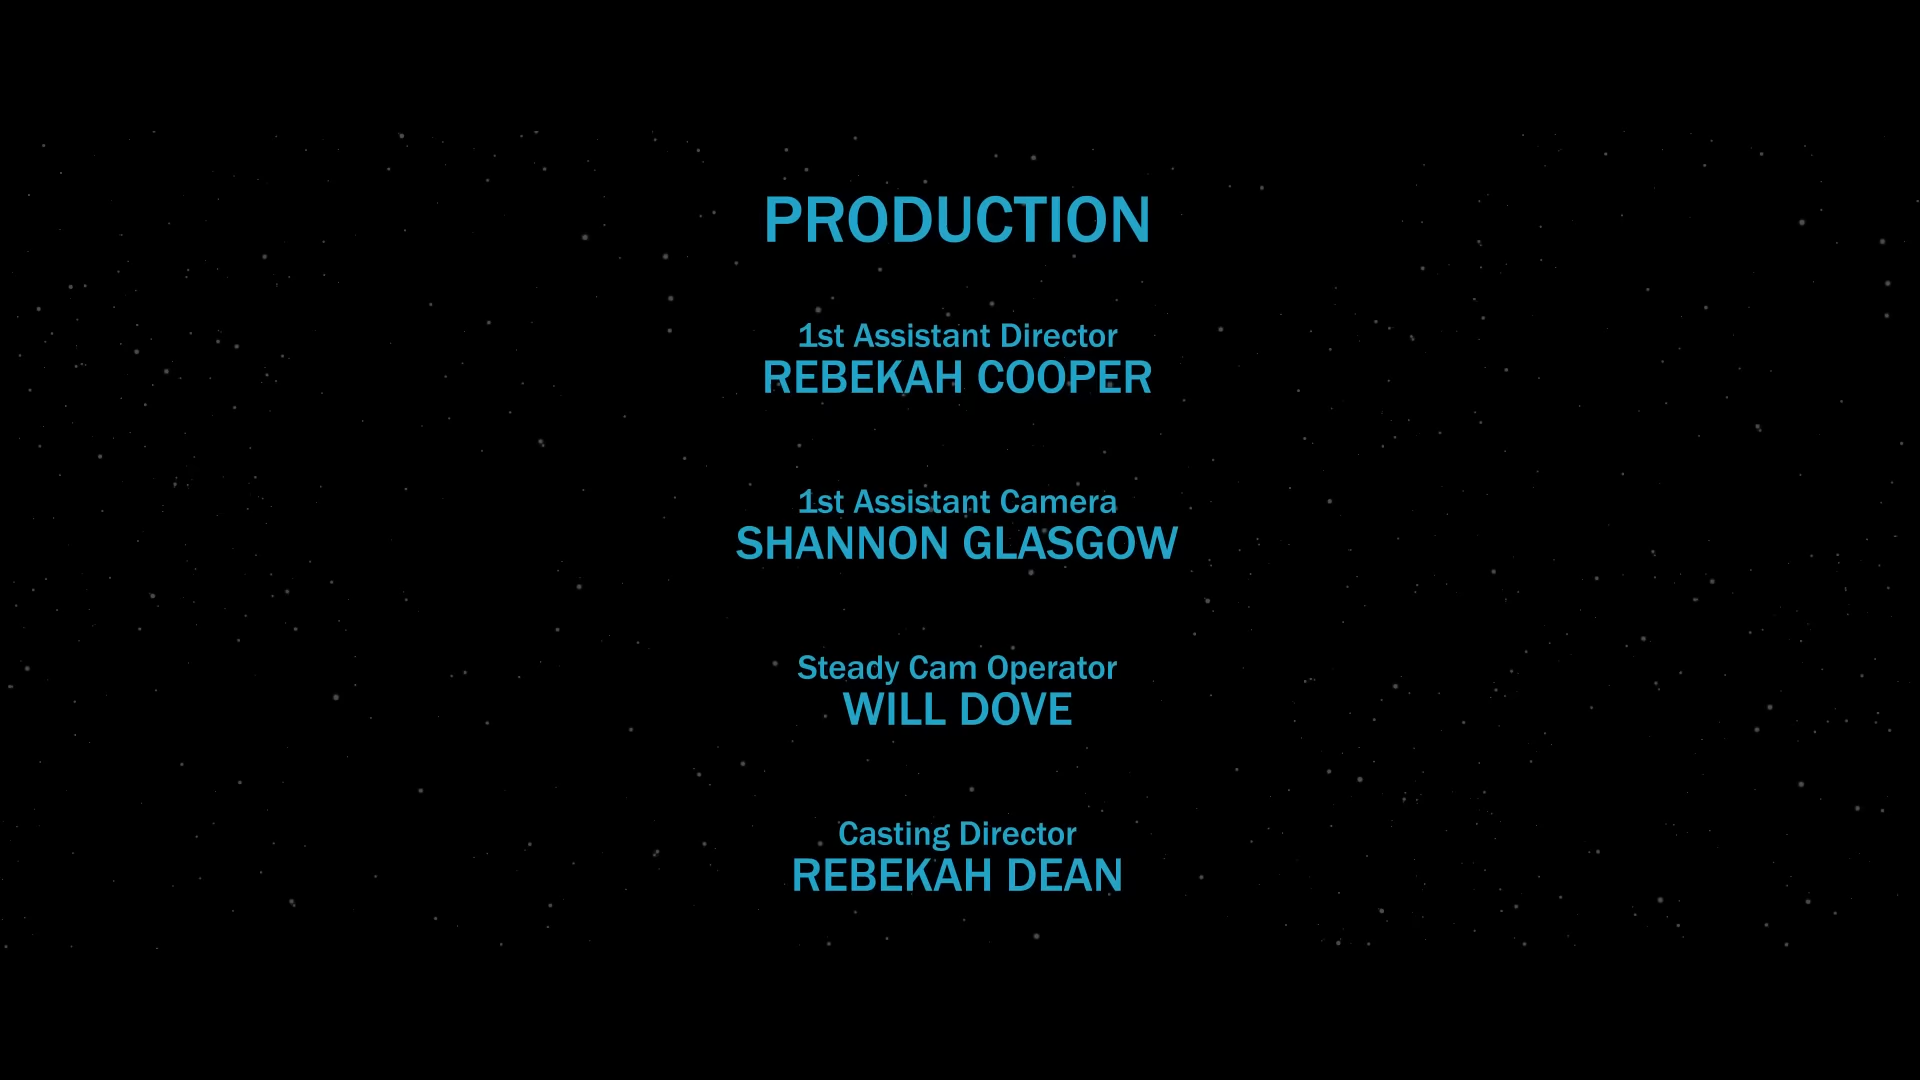 PRODUCTION
1st Assistant Director
REBEKAH COOPER
1st Assistant Camera
SHANNON GLASGOW
Steady Cam Operator
WILL DOVE
Casting Director
REBEKAH DEAN